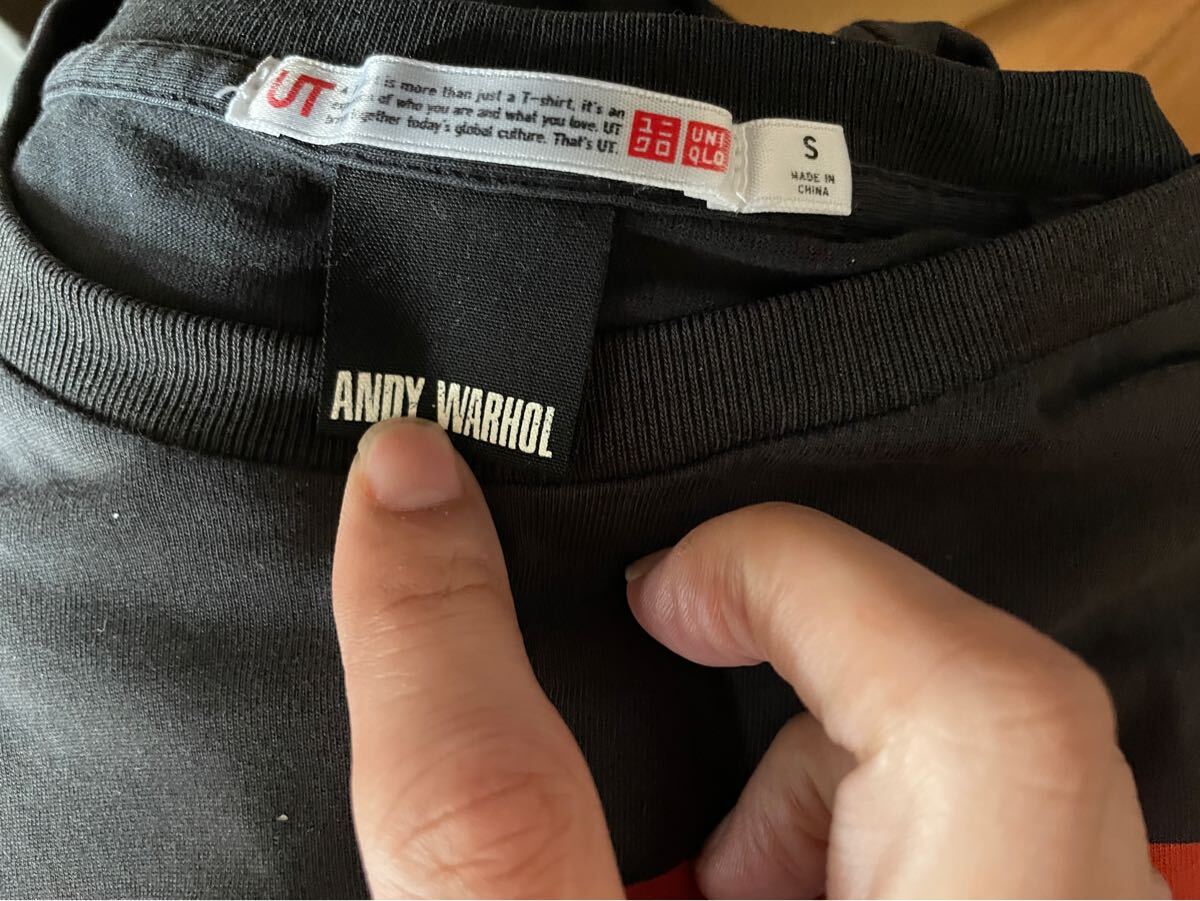 UT
is more than just a T-shirt, it's an
of who you are and what you love. UT
together today's global culture. That's UT.
ユニ
クロ
UNI
QLO
S
MADE IN
CHINA
ANDY WARHOL